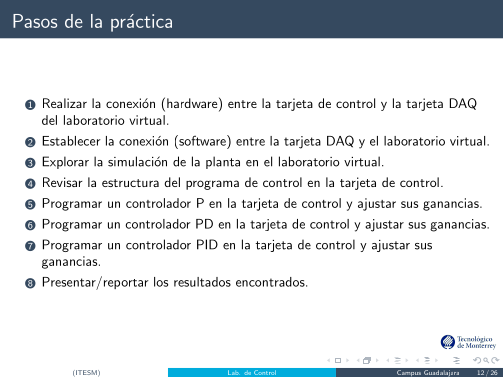 Pasos de la práctica
1 Realizar la conexión (hardware) entre la tarjeta de control y la tarjeta DAQ
del laboratorio virtual.
2 Establecer la conexión (software) entre la tarjeta DAQ y el laboratorio virtual.
3 Explorar la simulación de la planta en el laboratorio virtual.
4 Revisar la estructura del programa de control en la tarjeta de control.
5 Programar un controlador P en la tarjeta de control y ajustar sus ganancias.
6 Programar un controlador PD en la tarjeta de control y ajustar sus ganancias.
7 Programar un controlador PID en la tarjeta de control y ajustar sus
ganancias.
8 Presentar/reportar los resultados encontrados.
Tecnológico
de Monterrey
(ITESM) Lab. de Control Campus Guadalajara 12 / 26